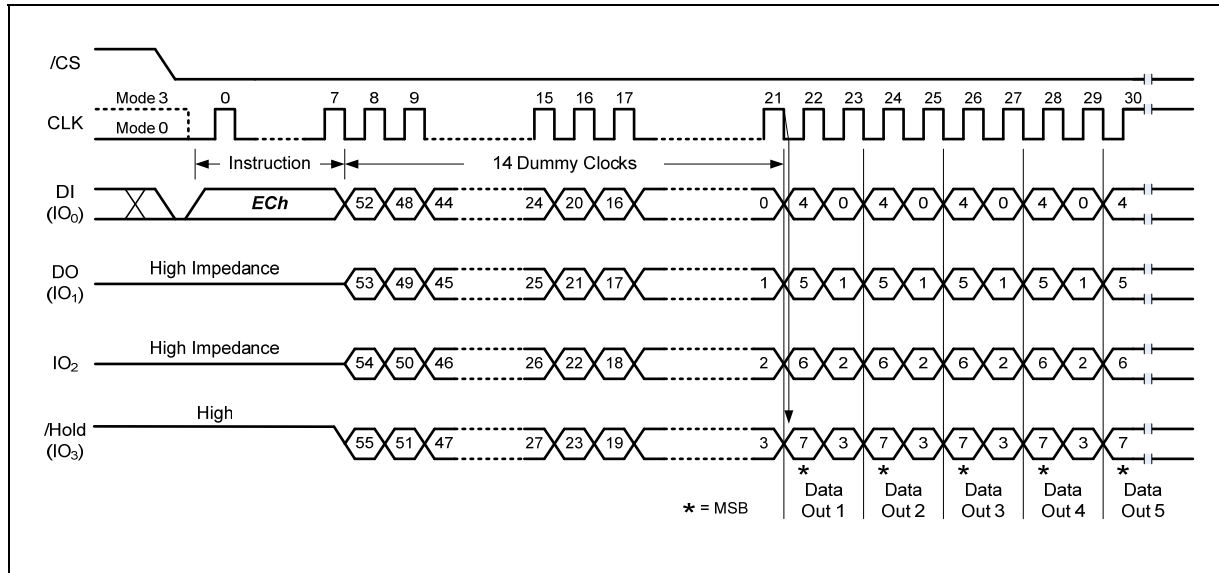 /CS
Mode 3 0 7 8 9 15 16 17 21 22 23 24 25 26 27 28 29 30
CLK
Mode 0
Instruction 14 Dummy Clocks
DI
(IO0) ECh 52 48 44 24 20 16 0 4 0 4 0 4 0 4 0 4
High Impedance
DO
(IO1) 53 49 45 25 21 17 1 5 1 5 1 5 1 5 1 5
High Impedance
IO2 54 50 46 26 22 18 2 6 2 6 2 6 2 6 2 6
High
/Hold
(IO3) 55 51 47 27 23 19 3 7 3 7 3 7 3 7 3 7
* * * * *
* = MSB
Data Data Data Data Data
Out 1 Out 2 Out 3 Out 4 Out 5